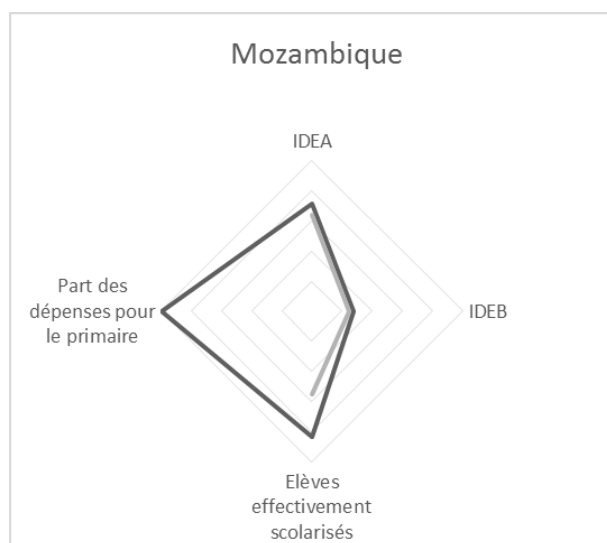 Mozambique
IDEA
Part des
dépenses pour
le primaire
IDEB
Elèves
effectivement
scolarisés